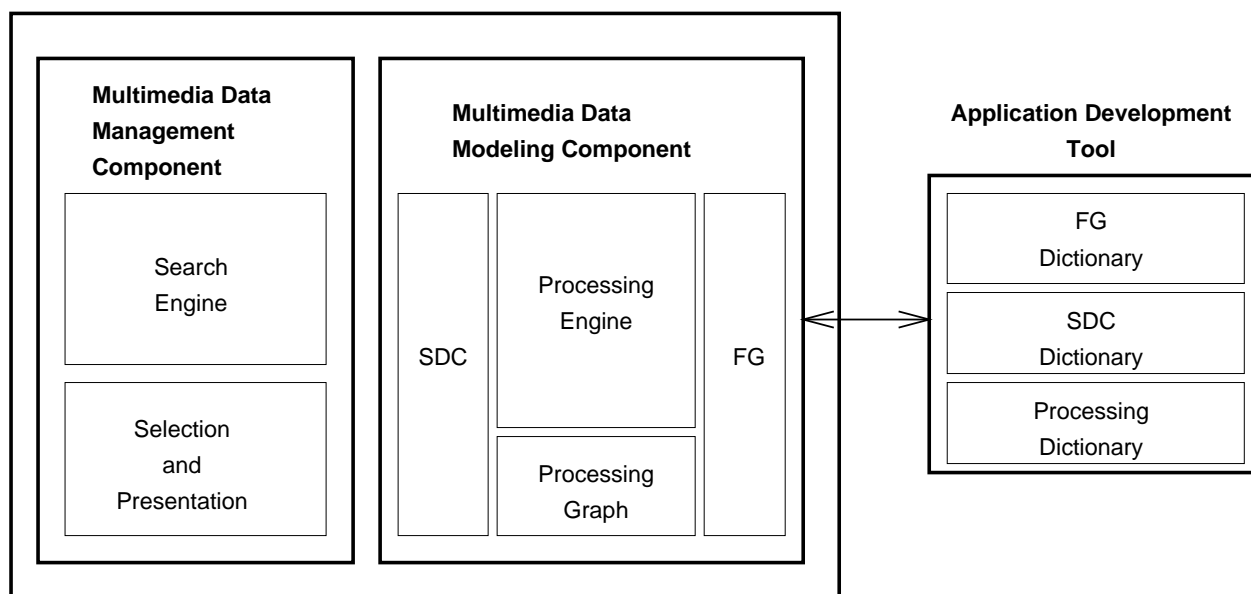 Multimedia Data
Management
Component
Search
Engine
Selection
and
Presentation
Multimedia Data
Modeling Component
SDC
Processing
Engine
Processing
Graph
FG
Application Development
Tool
FG
Dictionary
SDC
Dictionary
Processing
Dictionary